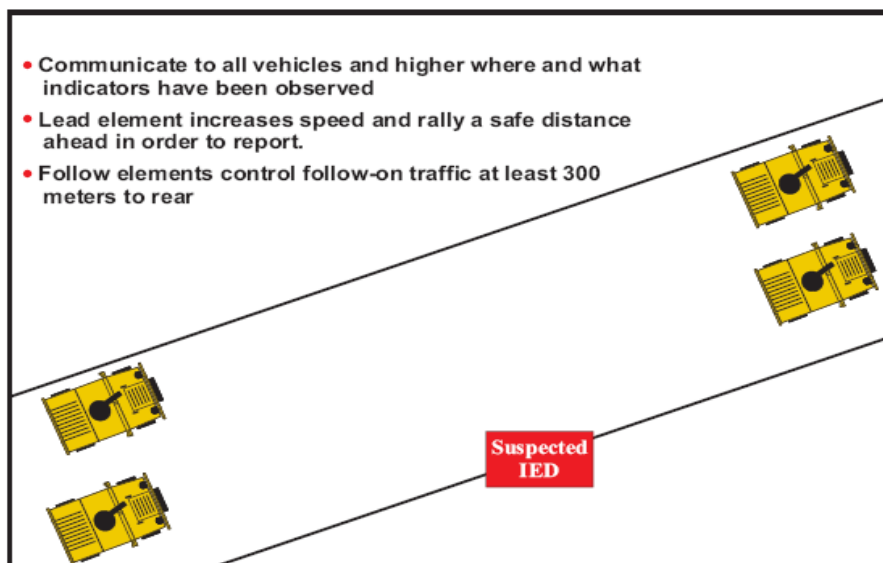 • Communicate to all vehicles and higher where and what
indicators have been observed
• Lead element increases speed and rally a safe distance
ahead in order to report.
• Follow elements control follow-on traffic at least 300
meters to rear
Suspected
IED